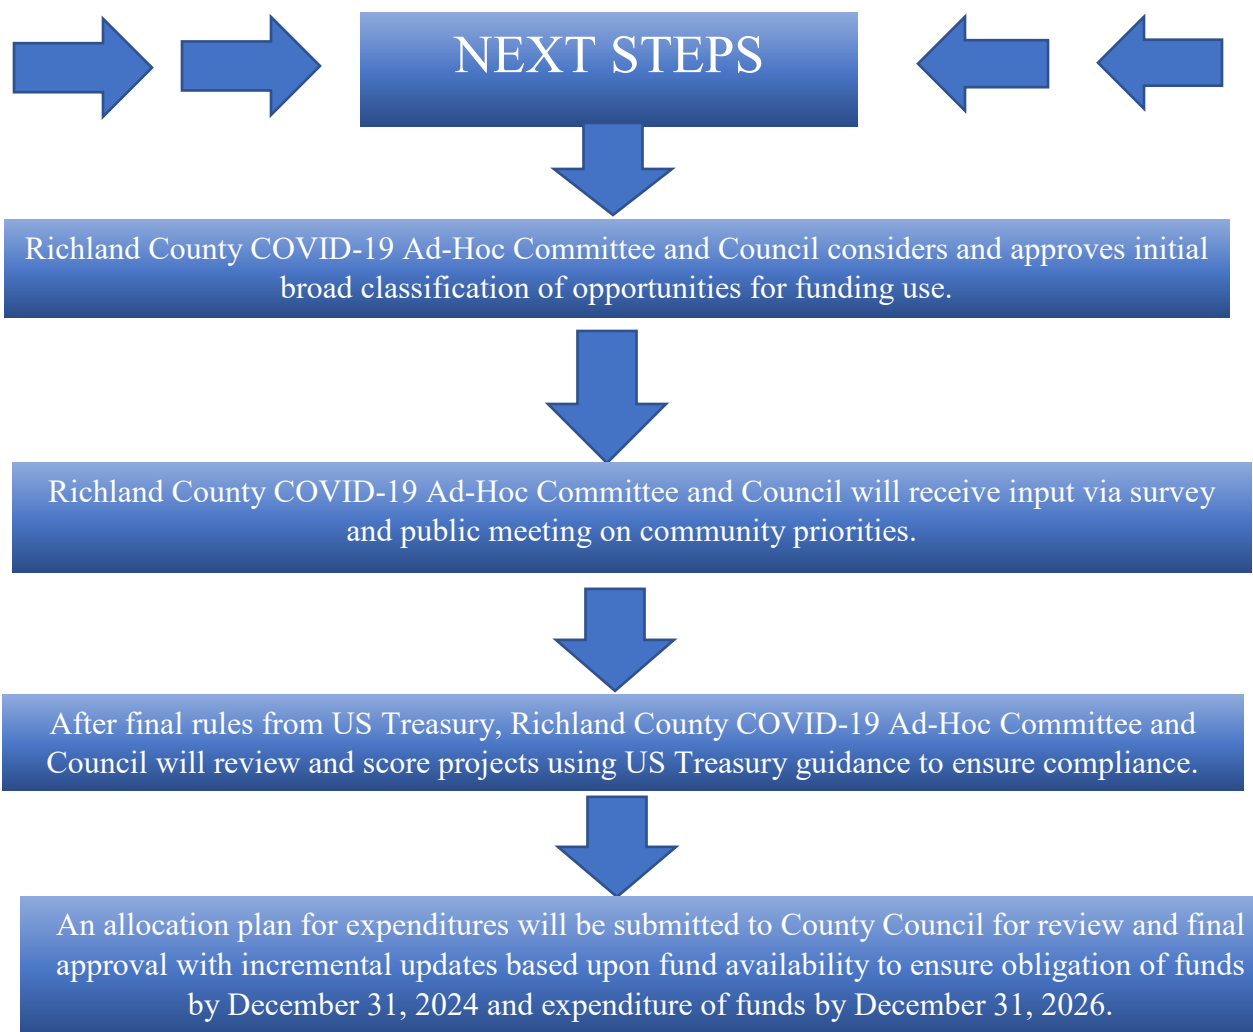 NEXT STEPS
Richland County COVID-19 Ad-Hoc Committee and Council considers and approves initial
broad classification of opportunities for funding use.
Richland County COVID-19 Ad-Hoc Committee and Council will receive input via survey
and public meeting on community priorities.
After final rules from US Treasury, Richland County COVID-19 Ad-Hoc Committee and
Council will review and score projects using US Treasury guidance to ensure compliance.
An allocation plan for expenditures will be submitted to County Council for review and final
approval with incremental updates based upon fund availability to ensure obligation of funds
by December 31, 2024 and expenditure of funds by December 31, 2026.